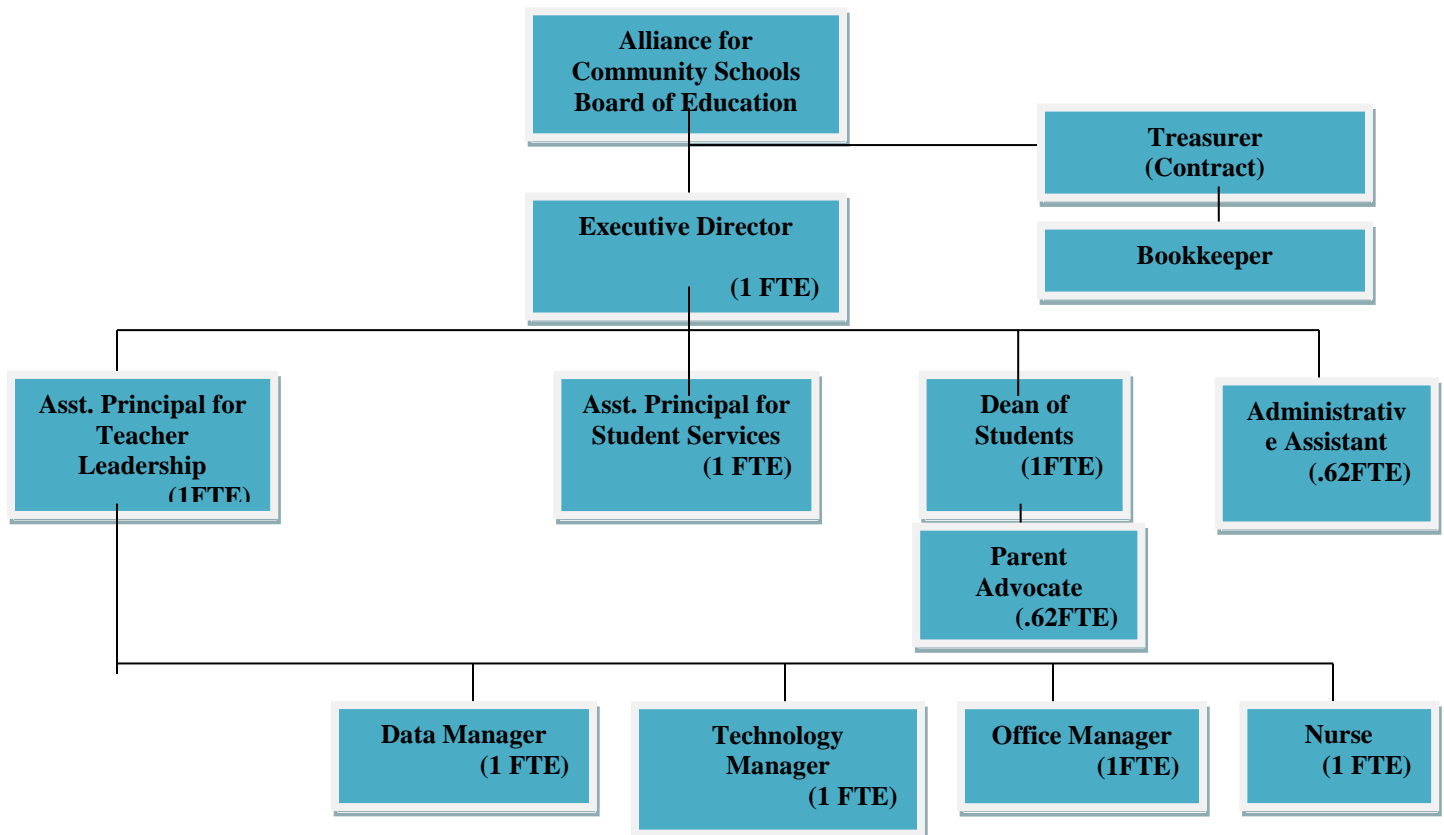 Alliance for
Community Schools
Board of Education
Treasurer
(Contract)
Executive Director
(1 FTE)
Bookkeeper
Asst. Principal for
Teacher
Leadership
(1FTE)
Asst. Principal for
Student Services
(1 FTE)
Dean of
Students
(1FTE)
Administrativ
e Assistant
(.62FTE)
Parent
Advocate
(.62FTE)
Data Manager
(1 FTE)
Technology
Manager
(1 FTE)
Office Manager
(1FTE)
Nurse
(1 FTE)